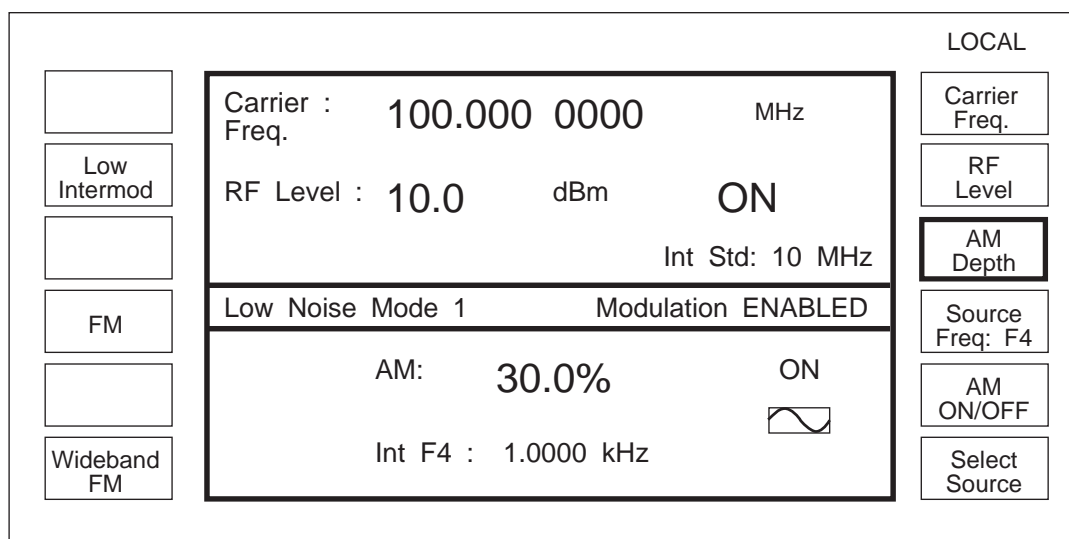 LOCAL
Low
Intermod
FM
Wideband
FM
Carrier :
Freq.
100.000 0000 MHz
RF Level : 10.0 dBm ON
Int Std: 10 MHz
Low Noise Mode 1 Modulation ENABLED
AM: 30.0% ON
Int F4 : 1.0000 kHz
Carrier
Freq.
RF
Level
AM
Depth
Source
Freq: F4
AM
ON/OFF
Select
Source